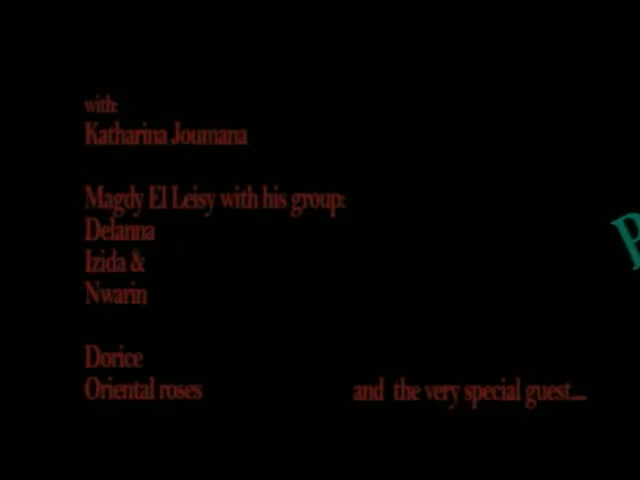 with:
Katharina Joumana
Magdy El Leisy with his group:
Delanna
Izida &
Nwarin
Dorice
Oriental roses
and the very special guest....